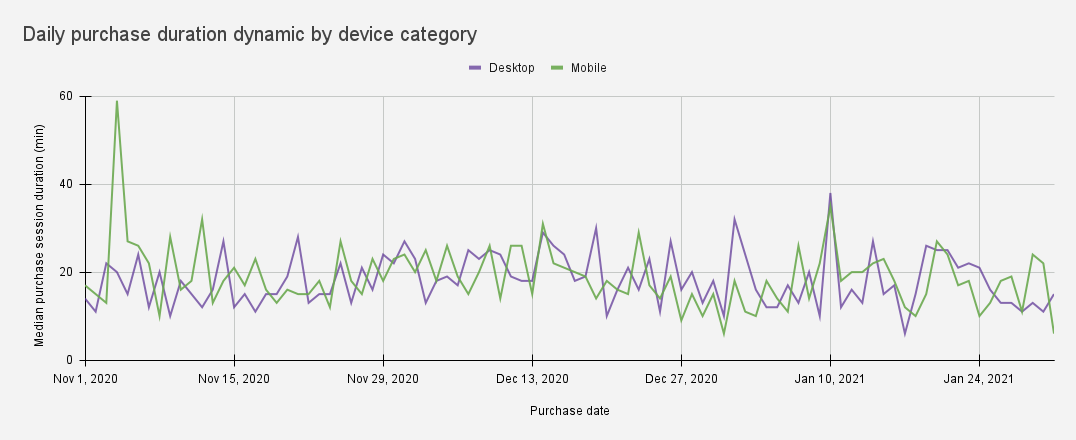 Daily purchase duration dynamic by device category
Desktop Mobile
Median purchase session duration (min)
60
40
20
0
Nov 1, 2020 Nov 15, 2020 Nov 29, 2020 Dec 13, 2020 Dec 27, 2020 Jan 10, 2021 Jan 24, 2021
Purchase date